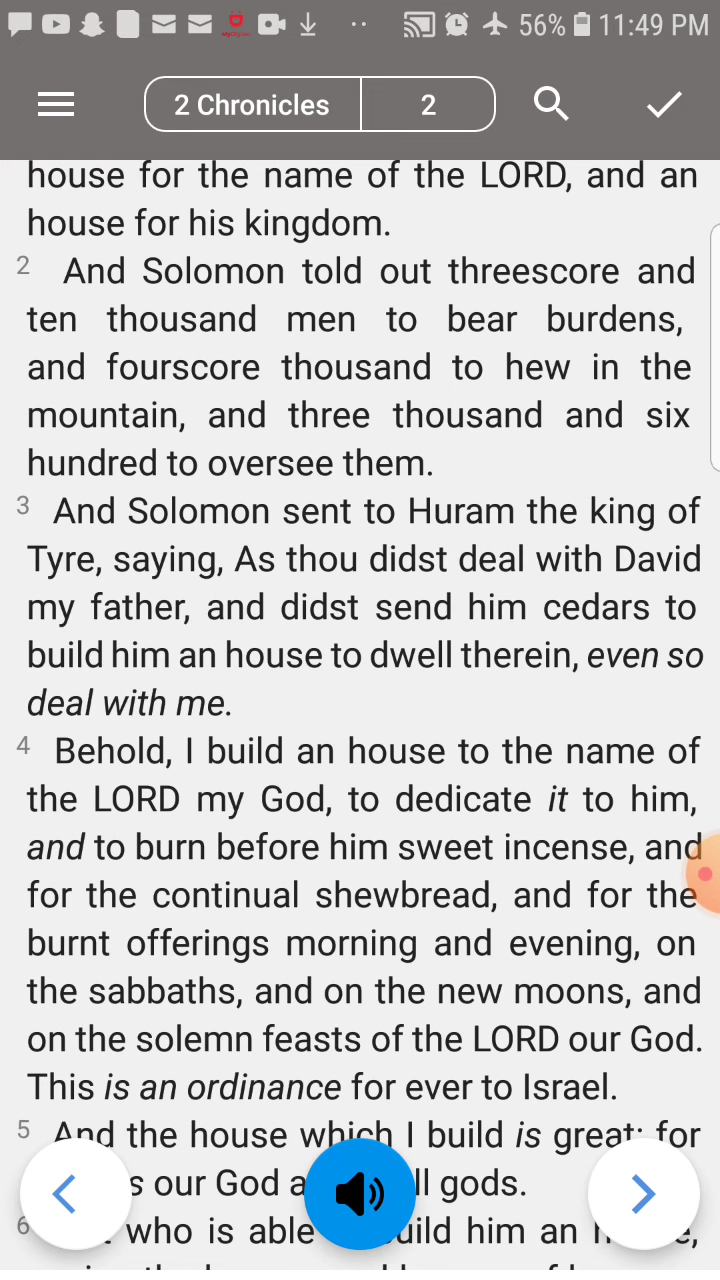 56% 11:49 PM
2 Chronicles 2
house for the name of the LORD, and an
house for his kingdom.
2 And Solomon told out threescore and
ten thousand men to bear burdens,
and fourscore thousand to hew in the
mountain, and three thousand and six
hundred to oversee them.
3 And Solomon sent to Huram the king of
Tyre, saying, As thou didst deal with David
my father, and didst send him cedars to
build him an house to dwell therein, even so
deal with me.
4 Behold, I build an house to the name of
the LORD my God, to dedicate it to him,
and to burn before him sweet incense, and
for the continual shewbread, and for the
burnt offerings morning and evening, on
the sabbaths, and on the new moons, and
on the solemn feasts of the LORD our God.
This is an ordinance for ever to Israel.
5 And the house which I build is great: for
our God gods.
6 who is able him an